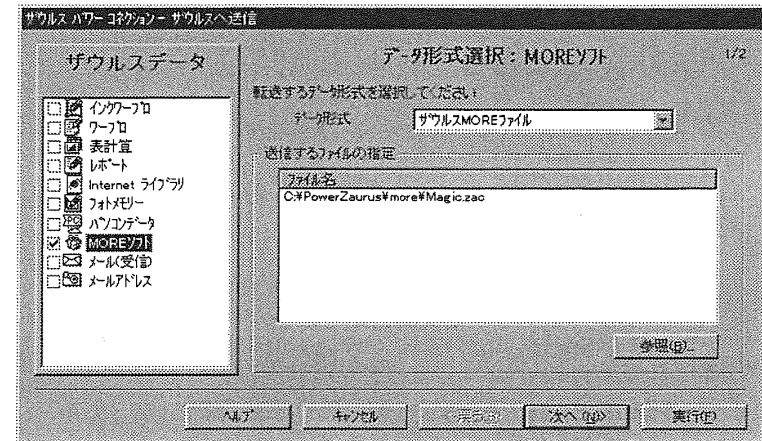 ザウルス パワー コネクション - ザウルスへ送信
ザウルスデータ
インクワープロ
ワープロ
表計算
レポート
Internet ライブラリ
フォトメモリー
パソコンデータ
MOREソフト
メール(受信)
メールアドレス
データ形式選択：MOREソフト
1/2
転送するデータ形式を選択してください
データ形式
ザウルスMOREファイル
送信するファイルの指定
ファイル名
C:¥PowerZaurus¥more¥Magic.zac
参照(B)...
ヘルプ
キャンセル
次へ(N)>
実行(E)